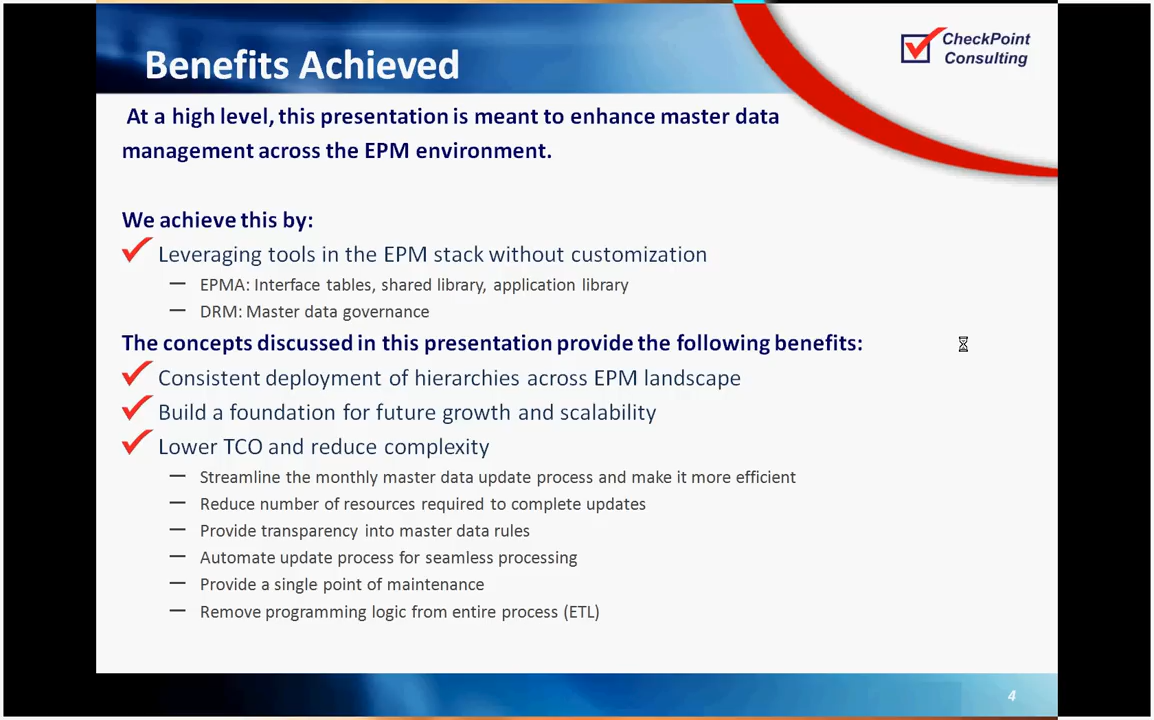 Benefits Achieved
CheckPoint
Consulting
At a high level, this presentation is meant to enhance master data
management across the EPM environment.
We achieve this by:
Leveraging tools in the EPM stack without customization
— EPMA: Interface tables, shared library, application library
— DRM: Master data governance
The concepts discussed in this presentation provide the following benefits:
Consistent deployment of hierarchies across EPM landscape
Build a foundation for future growth and scalability
Lower TCO and reduce complexity
— Streamline the monthly master data update process and make it more efficient
— Reduce number of resources required to complete updates
— Provide transparency into master data rules
— Automate update process for seamless processing
— Provide a single point of maintenance
— Remove programming logic from entire process (ETL)
4